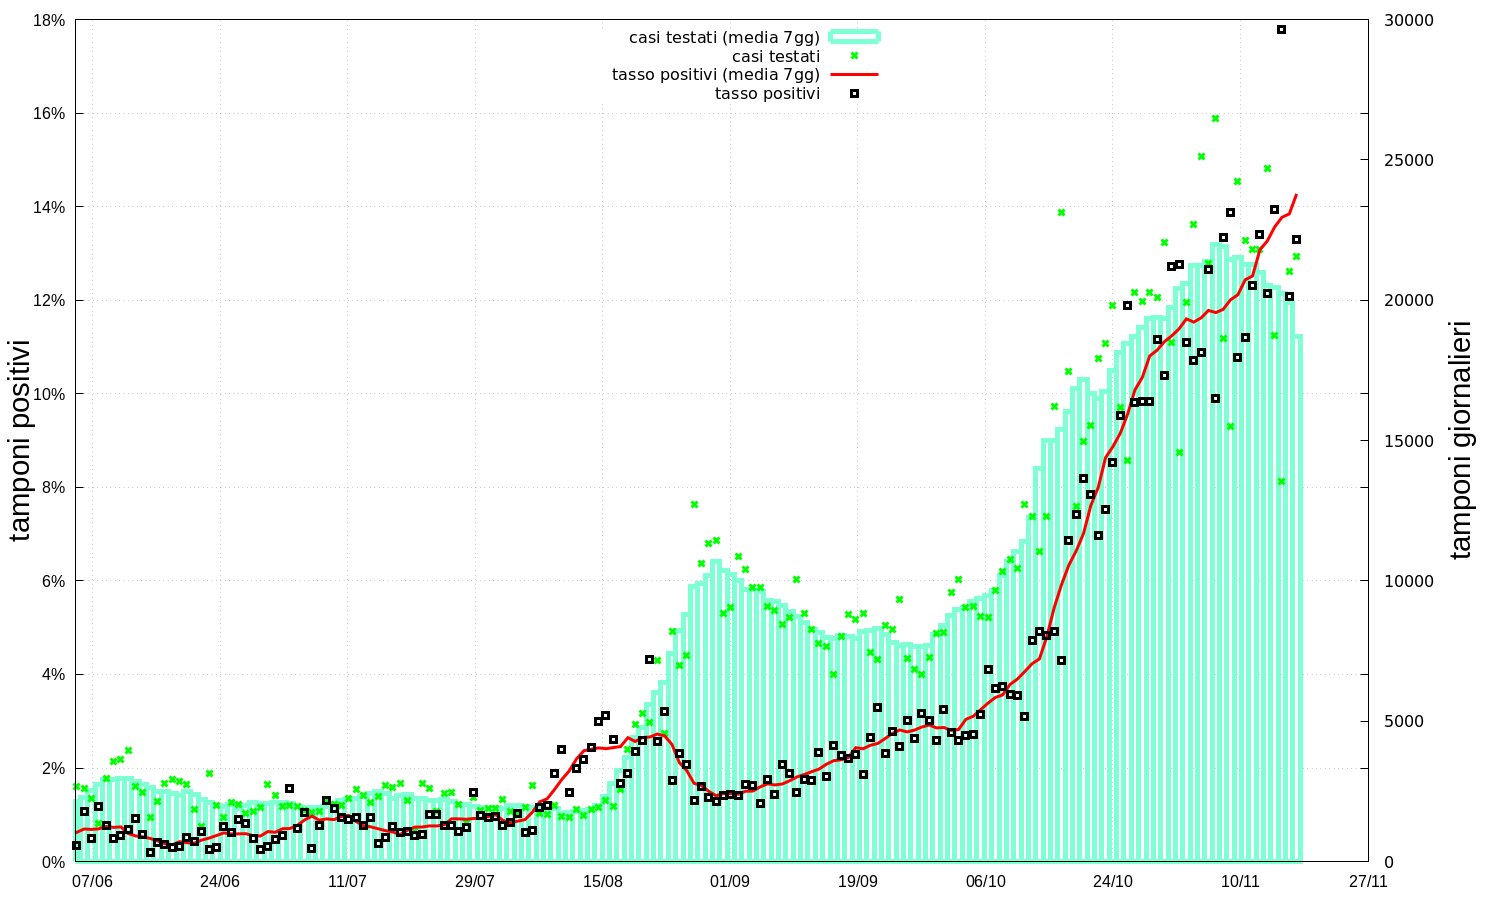 casi testati (media 7gg)
casi testati
tasso positivi (media 7gg)
tasso positivi
tamponi positivi
18%
16%
14%
12%
10%
8%
6%
4%
2%
0%
30000
25000
20000
15000
10000
5000
0
tamponi giornalieri
07/06 24/06 11/07 29/07 15/08 01/09 19/09 06/10 24/10 10/11 27/11